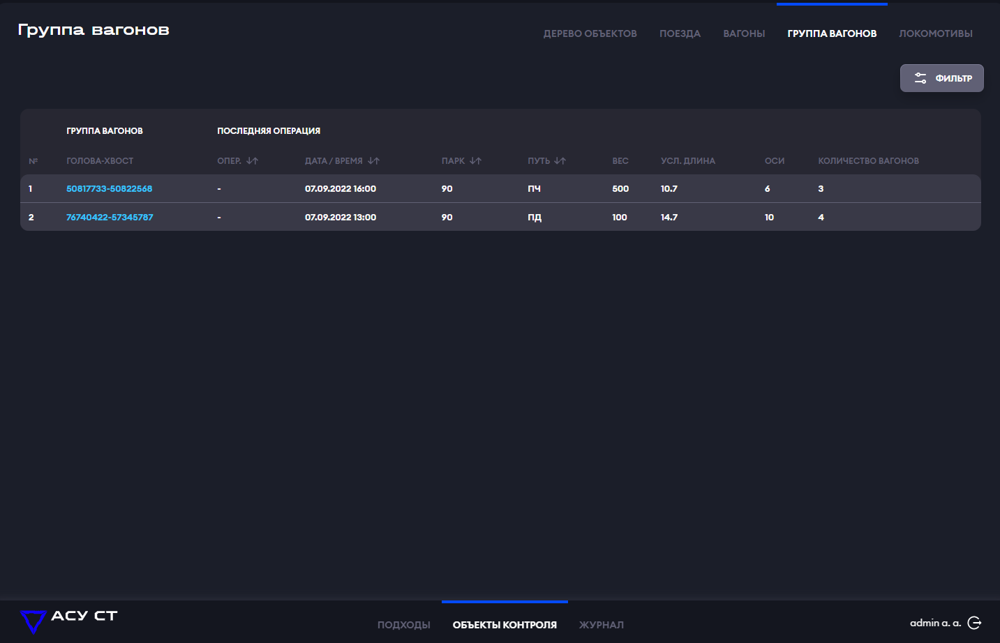 Группа вагонов
ДЕРЕВО ОБЪЕКТОВ ПОЕЗДА ВАГОНЫ ГРУППА ВАГОНОВ ЛОКОМОТИВЫ
ФИЛЬТР
ГРУППА ВАГОНОВ ПОСЛЕДНЯЯ ОПЕРАЦИЯ
№ ГОЛОВА-ХВОСТ ОПЕР. ДАТА / ВРЕМЯ ПАРК ПУТЬ ВЕС УСЛ. ДЛИНА ОСИ КОЛИЧЕСТВО ВАГОНОВ
1 50817733-50822568 - 07.09.2022 16:00 90 ПЧ 500 10.7 6 3
2 76740422-57345787 - 07.09.2022 13:00 90 ПД 100 14.7 10 4
АСУ СТ
ПОДХОДЫ ОБЪЕКТЫ КОНТРОЛЯ ЖУРНАЛ
admin a. a.